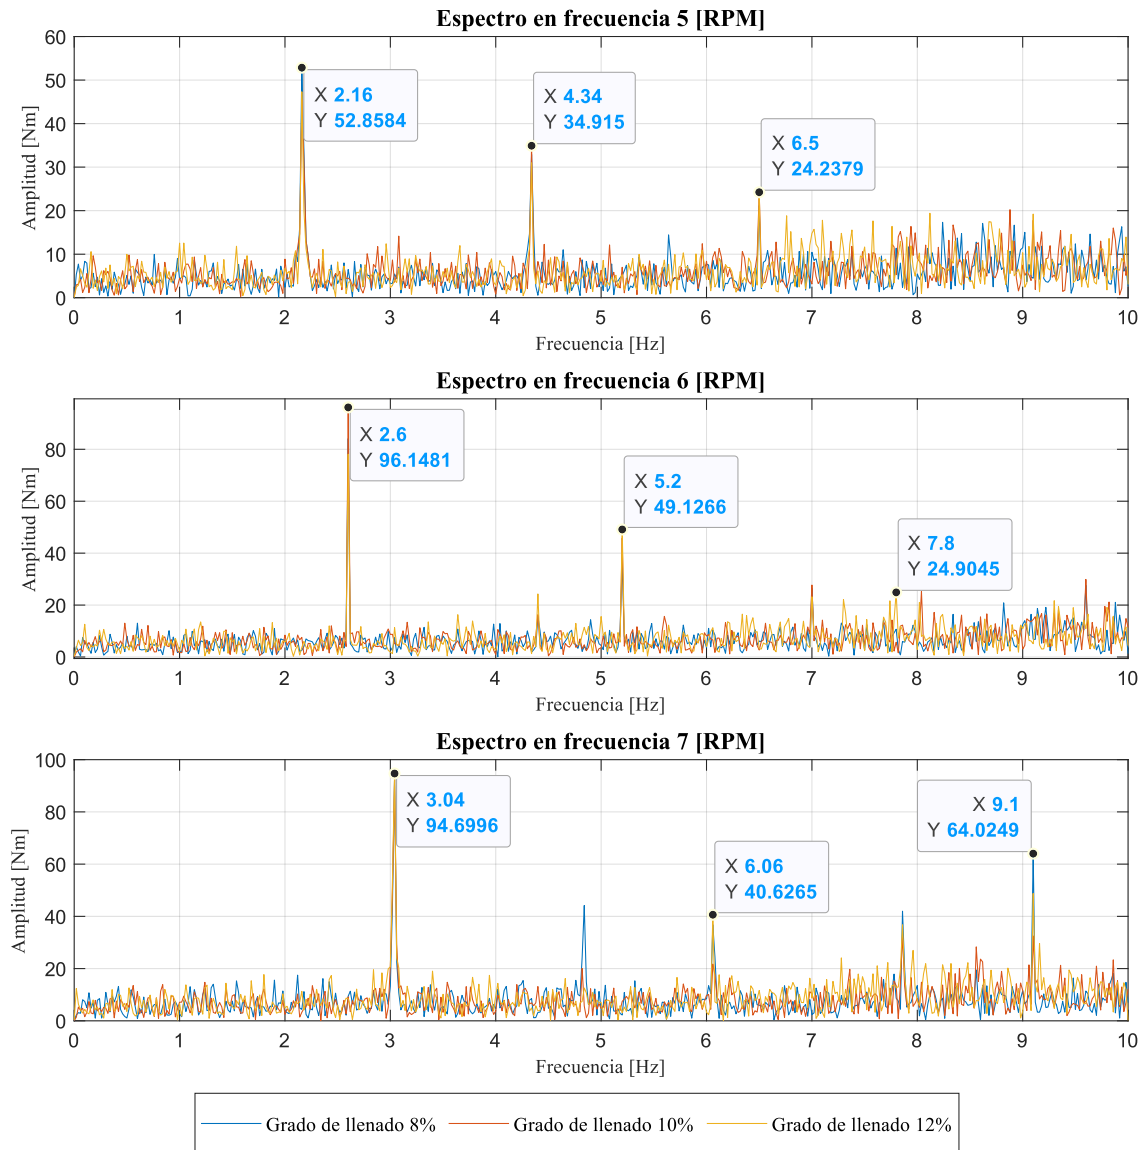 Espectro en frecuencia 5 [RPM]
60
50
40
30
20
10
0
Amplitud [Nm]
X 2.16
Y 52.8584
X 4.34
Y 34.915
X 6.5
Y 24.2379
0 1 2 3 4 5 6 7 8 9 10
Frecuencia [Hz]
Espectro en frecuencia 6 [RPM]
80
60
40
20
0
Amplitud [Nm]
X 2.6
Y 96.1481
X 5.2
Y 49.1266
X 7.8
Y 24.9045
0 1 2 3 4 5 6 7 8 9 10
Frecuencia [Hz]
Espectro en frecuencia 7 [RPM]
100
80
60
40
20
0
Amplitud [Nm]
X 3.04
Y 94.6996
X 6.06
Y 40.6265
X 9.1
Y 64.0249
0 1 2 3 4 5 6 7 8 9 10
Frecuencia [Hz]
Grado de llenado 8% Grado de llenado 10% Grado de llenado 12%